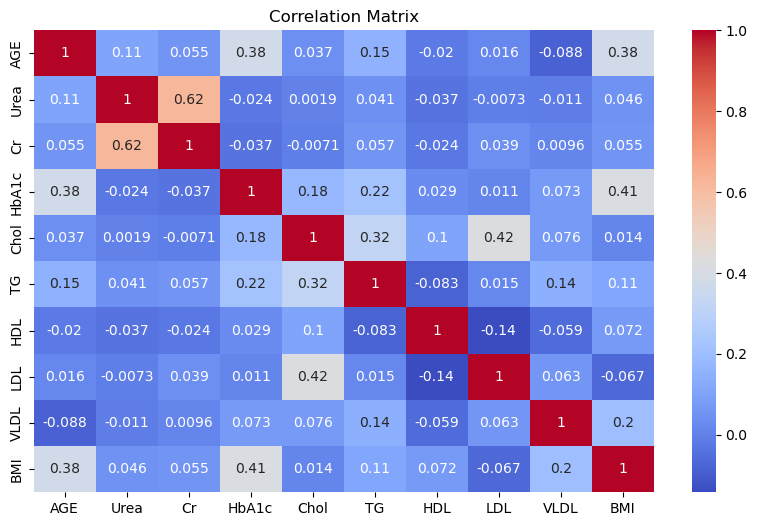 Correlation Matrix
AGE 1 0.11 0.055 0.38 0.037 0.15 -0.02 0.016 -0.088 0.38
Urea 0.11 1 0.62 -0.024 0.0019 0.041 -0.037 -0.0073 -0.011 0.046
Cr 0.055 0.62 1 -0.037 -0.0071 0.057 -0.024 0.039 0.0096 0.055
HbA1c 0.38 -0.024 -0.037 1 0.18 0.22 0.029 0.011 0.073 0.41
Chol 0.037 0.0019 -0.0071 0.18 1 0.32 0.1 0.42 0.076 0.014
TG 0.15 0.041 0.057 0.22 0.32 1 -0.083 0.015 0.14 0.11
HDL -0.02 -0.037 -0.024 0.029 0.1 -0.083 1 -0.14 -0.059 0.072
LDL 0.016 -0.0073 0.039 0.011 0.42 0.015 -0.14 1 0.063 -0.067
VLDL -0.088 -0.011 0.0096 0.073 0.076 0.14 -0.059 0.063 1 0.2
BMI 0.38 0.046 0.055 0.41 0.014 0.11 0.072 -0.067 0.2 1
AGE Urea Cr HbA1c Chol TG HDL LDL VLDL BMI
1.0
0.8
0.6
0.4
0.2
0.0